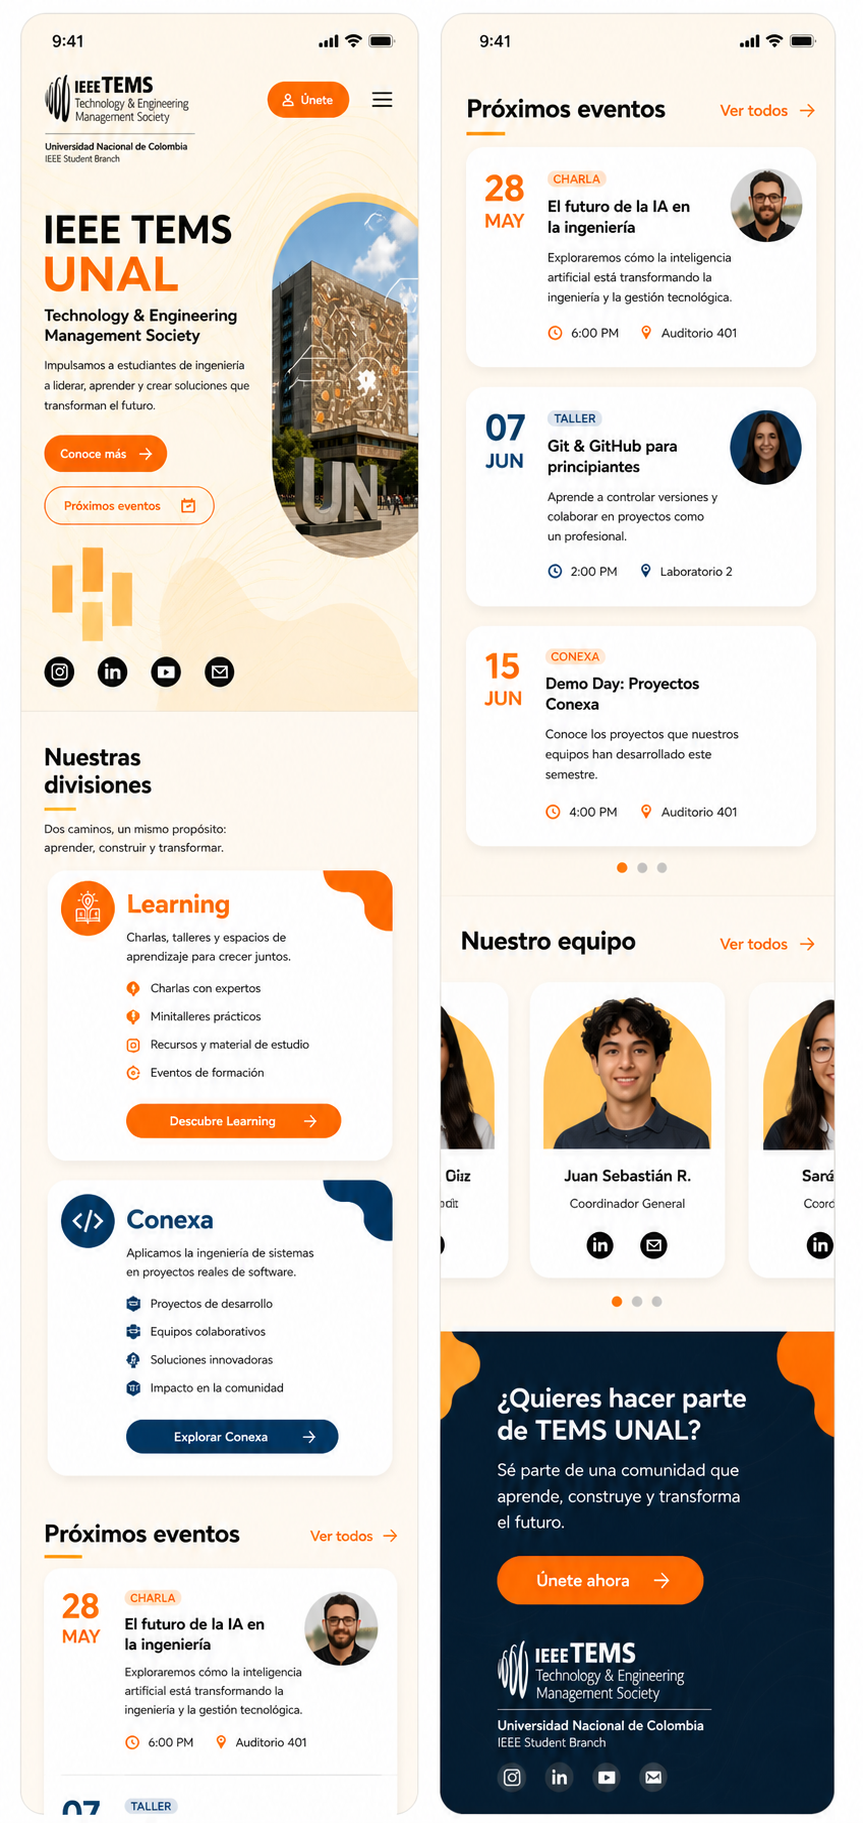 9:41
IEEE TEMS
Technology & Engineering
Management Society
Universidad Nacional de Colombia
IEEE Student Branch
Únete
IEEE TEMS
UNAL
Technology & Engineering
Management Society
Impulsamos a estudiantes de ingeniería
a liderar, aprender y crear soluciones que
transforman el futuro.
Conoce más
Próximos eventos
UN
Nuestras
divisiones
Dos caminos, un mismo propósito:
aprender, construir y transformar.
Learning
Charlas, talleres y espacios de
aprendizaje para crecer juntos.
Charlas con expertos
Minitalleres prácticos
Recursos y material de estudio
Eventos de formación
Descubre Learning
</>
Conexa
Aplicamos la ingeniería de sistemas
en proyectos reales de software.
Proyectos de desarrollo
Equipos colaborativos
Soluciones innovadoras
Impacto en la comunidad
Explorar Conexa
Próximos eventos
Ver todos
28
MAY
CHARLA
El futuro de la IA en
la ingeniería
Exploraremos cómo la inteligencia
artificial está transformando la
ingeniería y la gestión tecnológica.
6:00 PM
Auditorio 401
07
TALLER
9:41
Próximos eventos
Ver todos
28
MAY
CHARLA
El futuro de la IA en
la ingeniería
Exploraremos cómo la inteligencia
artificial está transformando la
ingeniería y la gestión tecnológica.
6:00 PM
Auditorio 401
07
JUN
TALLER
Git & GitHub para
principiantes
Aprende a controlar versiones y
colaborar en proyectos como
un profesional.
2:00 PM
Laboratorio 2
15
JUN
CONEXA
Demo Day: Proyectos
Conexa
Conoce los proyectos que nuestros
equipos han desarrollado este
semestre.
4:00 PM
Auditorio 401
Nuestro equipo
Ver todos
Juan Sebastián R.
Coordinador General
in
in
¿Quieres hacer parte
de TEMS UNAL?
Sé parte de una comunidad que
aprende, construye y transforma
el futuro.
Únete ahora
IEEE TEMS
Technology & Engineering
Management Society
Universidad Nacional de Colombia
IEEE Student Branch
in